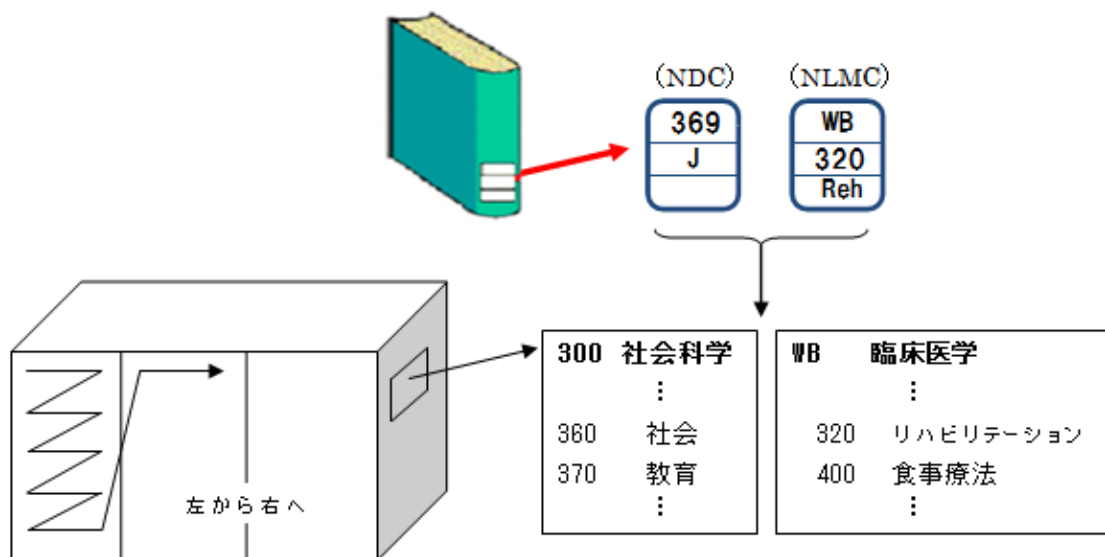 (NDC)
369
J
(NLMC)
WB
320
Reh
左から右へ
300 社会科学
⋮
360 社会
370 教育
⋮
WB 臨床医学
⋮
320 リハビリテーション
400 食事療法
⋮